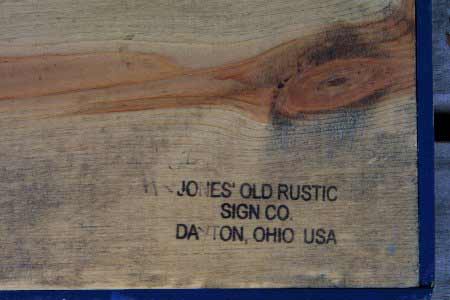 JONES' OLD RUSTIC
SIGN CO.
DAYTON, OHIO USA